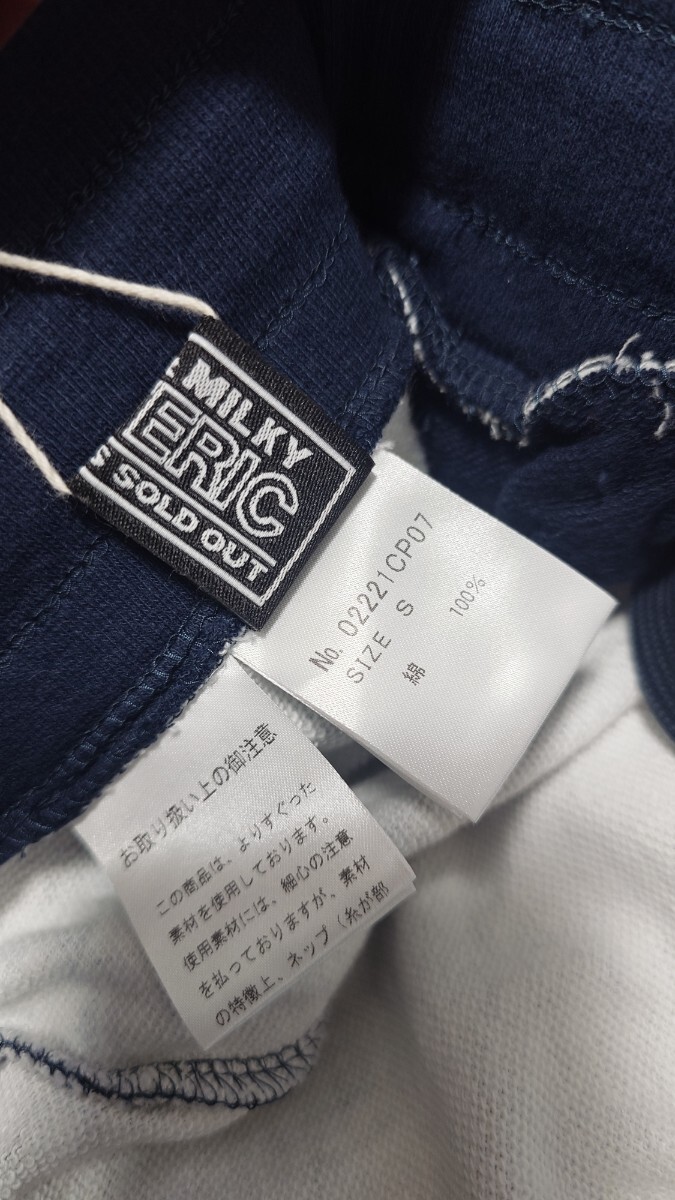 MILKY
ERIC
S SOLD OUT
No. 02221CP07
SIZE S
綿 100%
お取り扱い上の御注意
この商品は、よりすぐった
素材を使用しております。
使用素材には、細心の注意
を払っておりますが、素材
の特徴上、ネップ（糸が部